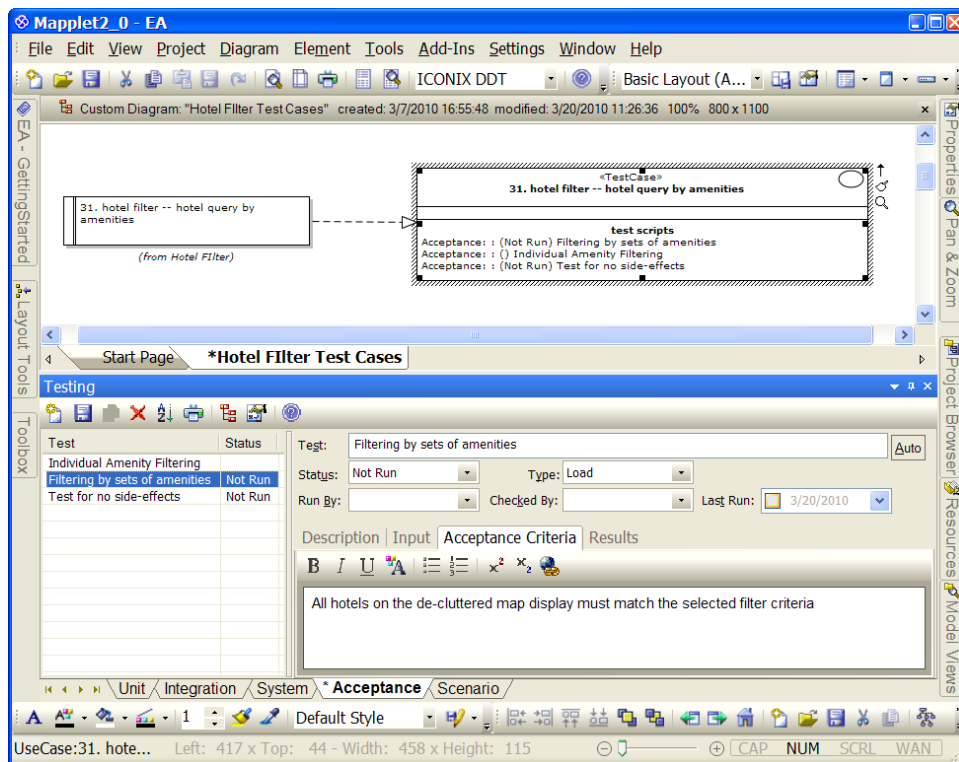 Mapplet2_0 - EA
File Edit View Project Diagram Element Tools Add-Ins Settings Window Help
ICONIX DDT Basic Layout (A...
Custom Diagram: "Hotel FIlter Test Cases" created: 3/7/2010 16:55:48 modified: 3/20/2010 11:26:36 100% 800 x 1100
EA - GettingStarted
Layout Tools
Toolbox
31. hotel filter -- hotel query by
amenities
(from Hotel FIlter)
«TestCase»
31. hotel filter -- hotel query by amenities
test scripts
Acceptance: : (Not Run) Filtering by sets of amenities
Acceptance: : () Individual Amenity Filtering
Acceptance: : (Not Run) Test for no side-effects
Properties
Pan & Zoom
Project Browser
Resources
Model Views
Start Page *Hotel FIlter Test Cases
Testing
Test Status
Individual Amenity Filtering
Filtering by sets of amenities Not Run
Test for no side-effects Not Run
Test: Filtering by sets of amenities Auto
Status: Not Run Type: Load
Run By: Checked By: Last Run: 3/20/2010
Description Input Acceptance Criteria Results
B I U A x² x₂
All hotels on the de-cluttered map display must match the selected filter criteria
Unit Integration System * Acceptance Scenario
A 1 Default Style
UseCase:31. hote... Left: 417 x Top: 44 - Width: 458 x Height: 115 CAP NUM SCRL WAN